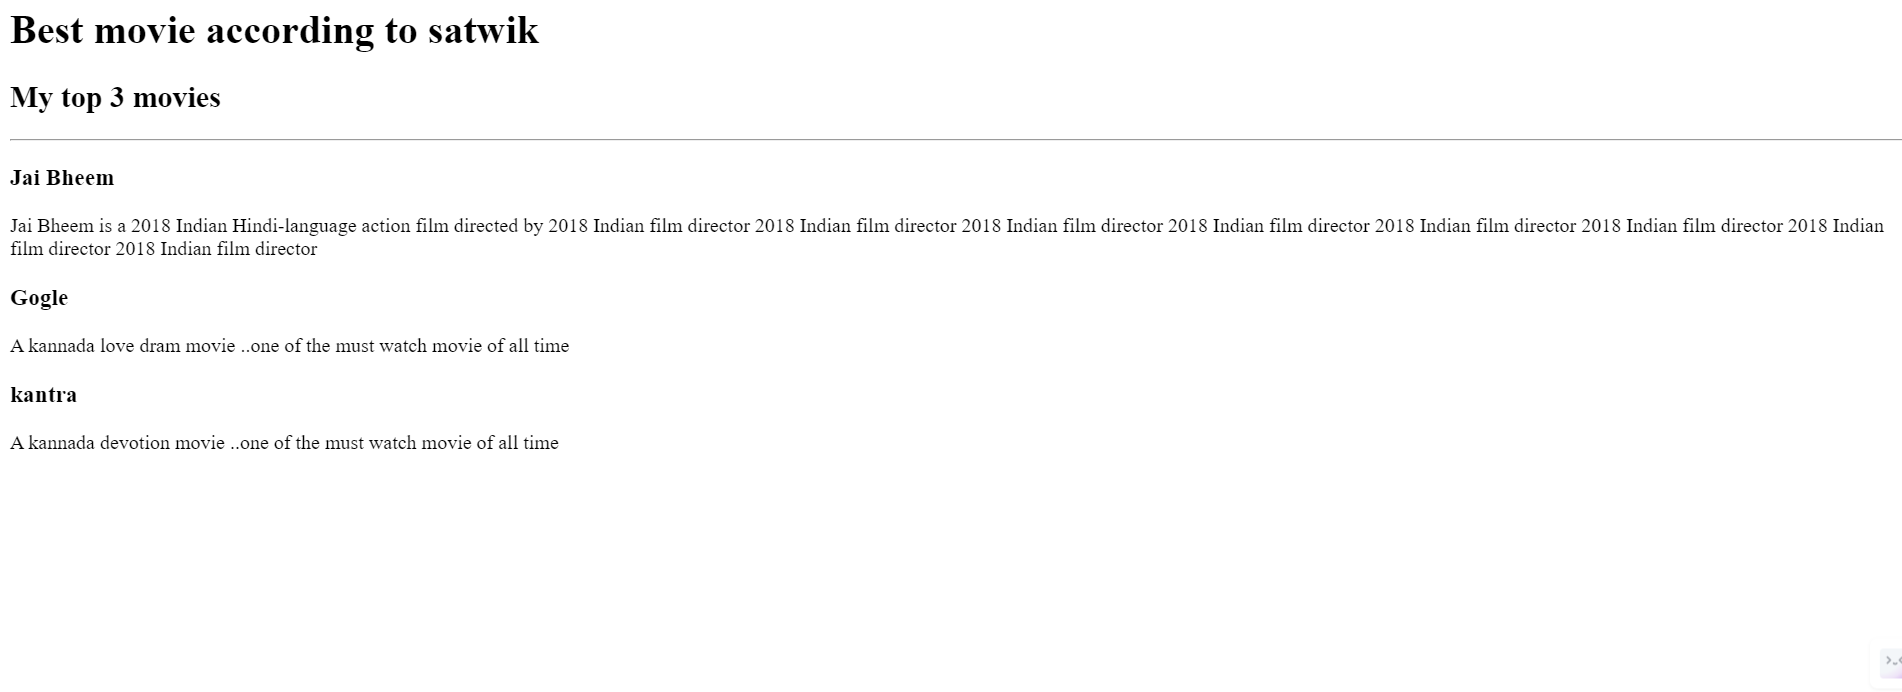 Best movie according to satwik
My top 3 movies
Jai Bheem
Jai Bheem is a 2018 Indian Hindi-language action film directed by 2018 Indian film director 2018 Indian film director 2018 Indian film director 2018 Indian film director 2018 Indian film director 2018 Indian film director 2018 Indian
film director 2018 Indian film director
Gogle
A kannada love dram movie ..one of the must watch movie of all time
kantra
A kannada devotion movie ..one of the must watch movie of all time